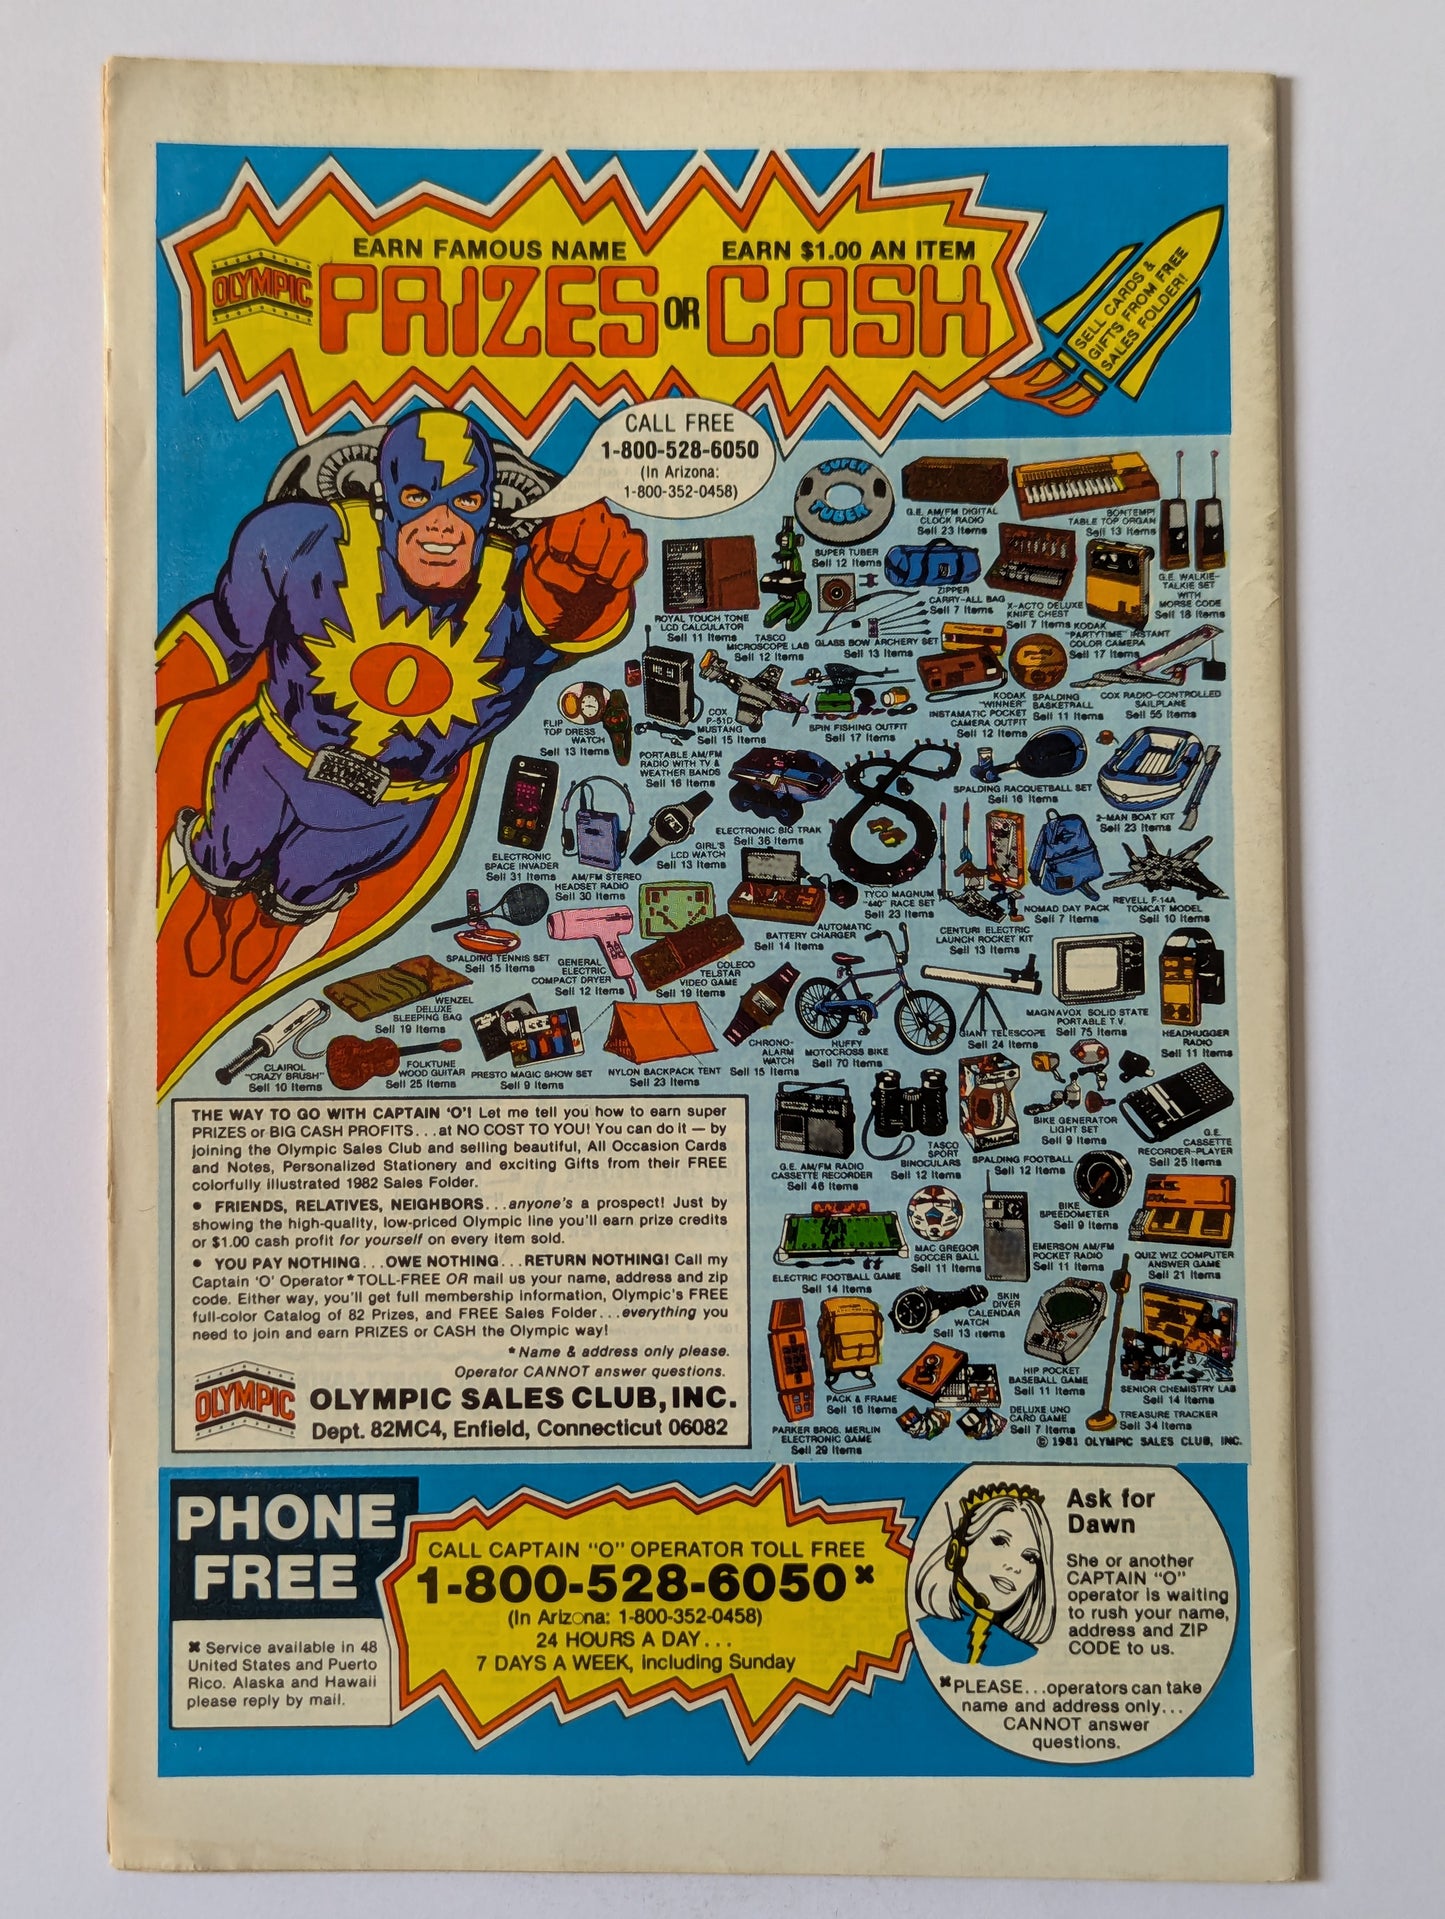 EARN FAMOUS NAME
EARN $1.00 AN ITEM
OLYMPIC
PRIZES OR CASH
SELL CARDS &
GIFTS FROM FREE
SALES FOLDER!
CALL FREE
1-800-528-6050
(In Arizona:
1-800-352-0458)
O
OLYMPIC
SUPER
TUBER
SUPER TUBER
Sell 12 Items
G.E. AM/FM DIGITAL
CLOCK RADIO
Sell 23 Items
BONTEMPI
TABLE TOP ORGAN
Sell 13 Items
G.E. WALKIE-
TALKIE SET
WITH
MORSE CODE
Sell 18 Items
ROYAL TOUCH TONE
LCD CALCULATOR
Sell 11 Items
TASCO
MICROSCOPE LAB
Sell 12 Items
ZIPPER
CARRY-ALL BAG
Sell 7 Items
GLASS BOW ARCHERY SET
Sell 13 Items
X-ACTO DELUXE
KNIFE CHEST
Sell 7 Items
KODAK
"PARTYTIME" INSTANT
COLOR CAMERA
Sell 17 Items
FLIP
TOP DRESS
WATCH
Sell 13 Items
PORTABLE AM/FM
RADIO WITH TV &
WEATHER BANDS
Sell 16 Items
COX
P-51D
MUSTANG
Sell 15 Items
SPIN FISHING OUTFIT
Sell 17 Items
KODAK
"WINNER"
INSTAMATIC POCKET
CAMERA OUTFIT
Sell 12 Items
SPALDING
BASKETBALL
Sell 11 Items
COX RADIO-CONTROLLED
SAILPLANE
Sell 55 Items
ELECTRONIC
SPACE INVADER
Sell 31 Items
AM/FM STEREO
HEADSET RADIO
Sell 30 Items
GIRL'S
LCD WATCH
Sell 13 Items
ELECTRONIC BIG TRAK
Sell 36 Items
TYCO MAGNUM
"440" RACE SET
Sell 23 Items
SPALDING RACQUETBALL SET
Sell 16 Items
2-MAN BOAT KIT
Sell 23 Items
SPALDING TENNIS SET
Sell 15 Items
GENERAL
ELECTRIC
COMPACT DRYER
Sell 12 Items
COLECO
TELSTAR
VIDEO GAME
Sell 19 Items
AUTOMATIC
BATTERY CHARGER
Sell 14 Items
CENTURI ELECTRIC
LAUNCH ROCKET KIT
Sell 13 Items
NOMAD DAY PACK
Sell 7 Items
REVELL F-14A
TOMCAT MODEL
Sell 10 Items
CLAIROL
"CRAZY BRUSH"
Sell 10 Items
WENZEL
DELUXE
SLEEPING BAG
Sell 19 Items
FOLKTUNE
WOOD GUITAR
Sell 25 Items
PRESTO MAGIC SHOW SET
Sell 9 Items
NYLON BACKPACK TENT
Sell 23 Items
CHRONO-
ALARM
WATCH
Sell 15 Items
HUFFY
MOTOCROSS BIKE
Sell 70 Items
GIANT TELESCOPE
Sell 24 Items
MAGNAVOX SOLID STATE
PORTABLE T.V.
Sell 75 Items
HEADHUGGER
RADIO
Sell 11 Items
THE WAY TO GO WITH CAPTAIN 'O'! Let me tell you how to earn super
PRIZES or BIG CASH PROFITS...at NO COST TO YOU! You can do it — by
joining the Olympic Sales Club and selling beautiful, All Occasion Cards
and Notes, Personalized Stationery and exciting Gifts from their FREE
colorfully illustrated 1982 Sales Folder.
• FRIENDS, RELATIVES, NEIGHBORS...anyone's a prospect! Just by
showing the high-quality, low-priced Olympic line you'll earn prize credits
or $1.00 cash profit for yourself on every item sold.
• YOU PAY NOTHING...OWE NOTHING...RETURN NOTHING! Call my
Captain 'O' Operator*TOLL-FREE OR mail us your name, address and zip
code. Either way, you'll get full membership information, Olympic's FREE
full-color Catalog of 82 Prizes, and FREE Sales Folder...everything you
need to join and earn PRIZES or CASH the Olympic way!
*Name & address only please.
Operator CANNOT answer questions.
OLYMPIC
OLYMPIC SALES CLUB, INC.
Dept. 82MC4, Enfield, Connecticut 06082
G.E. AM/FM RADIO
CASSETTE RECORDER
Sell 46 Items
TASCO
SPORT
BINOCULARS
Sell 12 Items
SPALDING FOOTBALL
Sell 12 Items
BIKE GENERATOR
LIGHT SET
Sell 9 Items
G.E.
CASSETTE
RECORDER-PLAYER
Sell 25 Items
ELECTRIC FOOTBALL GAME
Sell 14 Items
MAC GREGOR
SOCCER BALL
Sell 11 Items
EMERSON AM/FM
POCKET RADIO
Sell 11 Items
BIKE
SPEEDOMETER
Sell 9 Items
QUIZ WIZ COMPUTER
ANSWER GAME
Sell 21 Items
PARKER BROS. MERLIN
ELECTRONIC GAME
Sell 29 Items
PACK & FRAME
Sell 16 Items
SKIN
DIVER
CALENDAR
WATCH
Sell 13 Items
DELUXE UNO
CARD GAME
Sell 7 Items
HIP POCKET
BASEBALL GAME
Sell 11 Items
SENIOR CHEMISTRY LAB
Sell 14 Items
TREASURE TRACKER
Sell 34 Items
© 1981 OLYMPIC SALES CLUB, INC.
PHONE
FREE
* Service available in 48
United States and Puerto
Rico. Alaska and Hawaii
please reply by mail.
CALL CAPTAIN "O" OPERATOR TOLL FREE
1-800-528-6050*
(In Arizona: 1-800-352-0458)
24 HOURS A DAY...
7 DAYS A WEEK, Including Sunday
Ask for
Dawn
She or another
CAPTAIN "O"
operator is waiting
to rush your name,
address and ZIP
CODE to us.
*PLEASE...operators can take
name and address only...
CANNOT answer
questions.